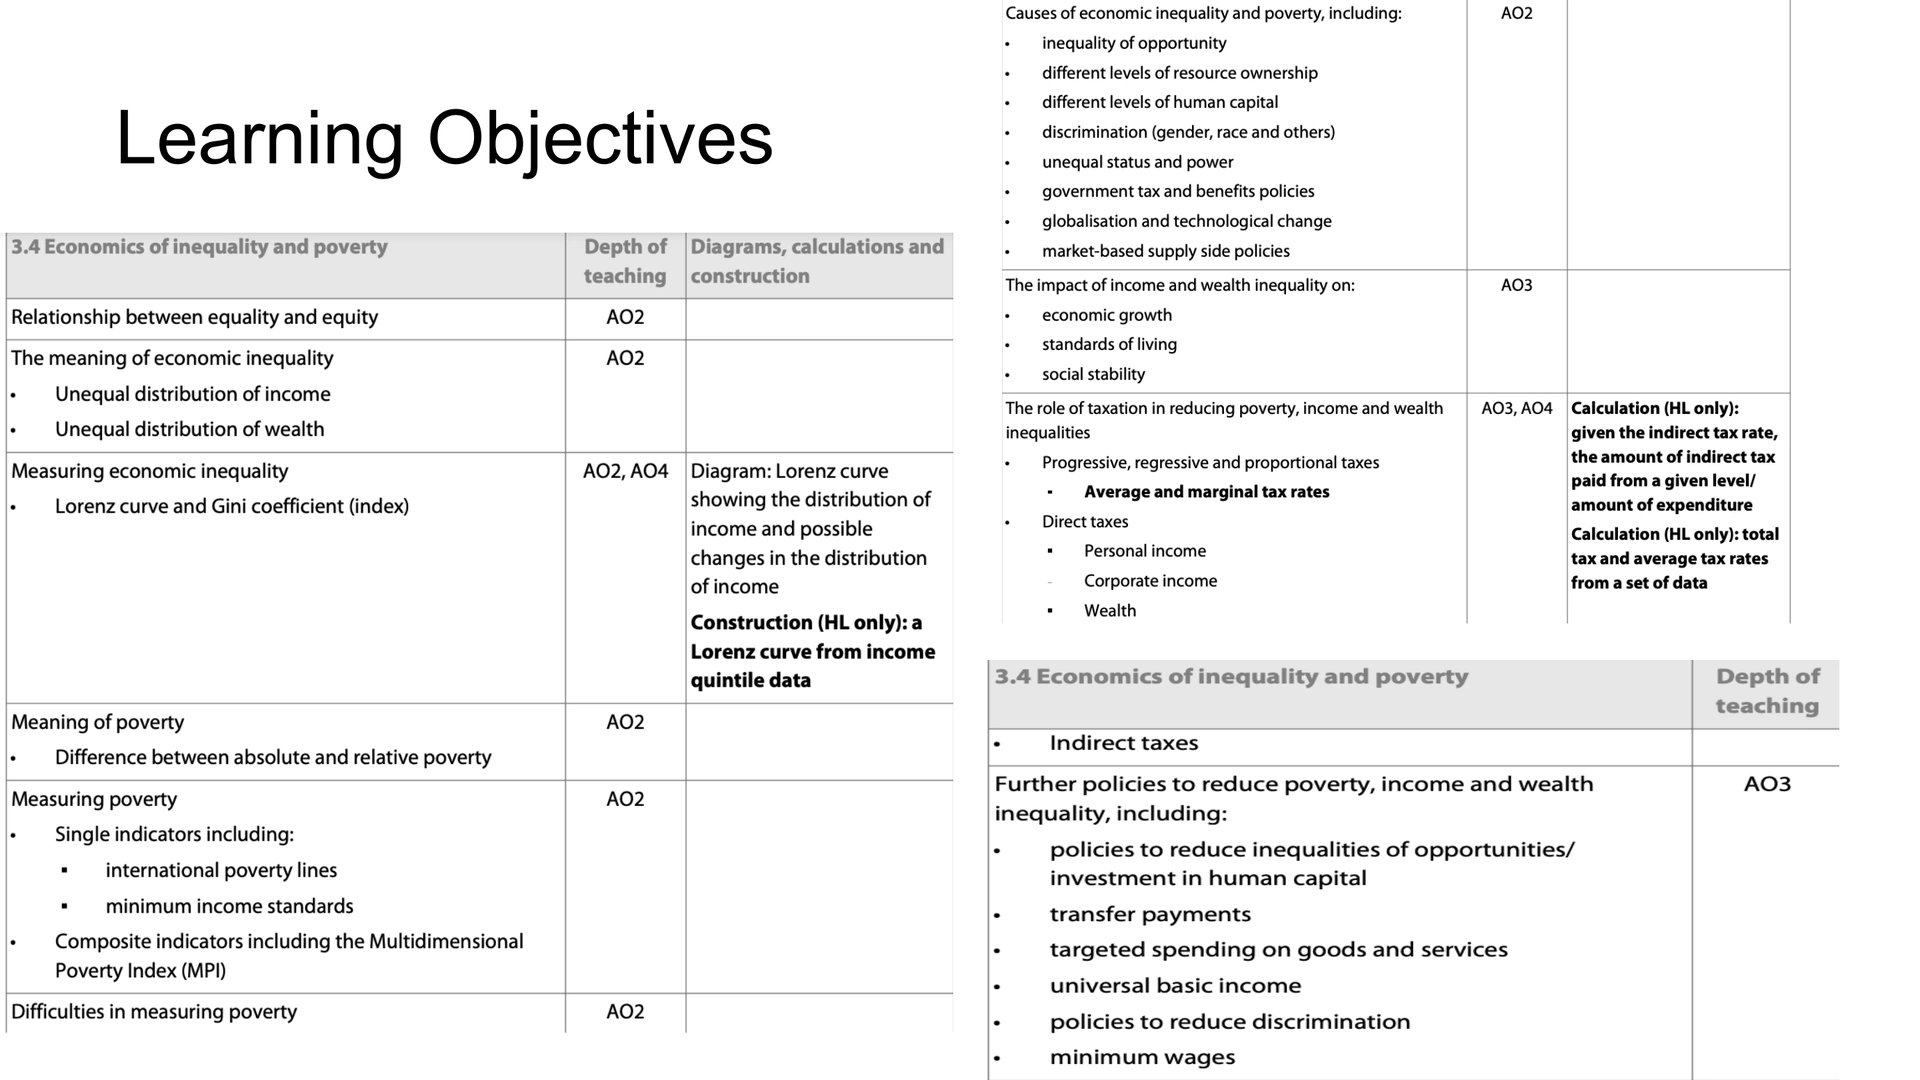 Learning Objectives
3.4 Economics of inequality and poverty
Depth of teaching
Diagrams, calculations and construction
Relationship between equality and equity
AO2
The meaning of economic inequality
AO2
• Unequal distribution of income
• Unequal distribution of wealth
Measuring economic inequality
AO2, AO4
• Lorenz curve and Gini coefficient (index)
Diagram: Lorenz curve
showing the distribution of
income and possible
changes in the distribution
of income
Construction (HL only): a
Lorenz curve from income
quintile data
Meaning of poverty
AO2
• Difference between absolute and relative poverty
Measuring poverty
AO2
• Single indicators including:
▪ international poverty lines
▪ minimum income standards
• Composite indicators including the Multidimensional
Poverty Index (MPI)
Difficulties in measuring poverty
AO2
Causes of economic inequality and poverty, including:
AO2
• inequality of opportunity
• different levels of resource ownership
• different levels of human capital
• discrimination (gender, race and others)
• unequal status and power
• government tax and benefits policies
• globalisation and technological change
• market-based supply side policies
The impact of income and wealth inequality on:
AO3
• economic growth
• standards of living
• social stability
The role of taxation in reducing poverty, income and wealth
inequalities
AO3, AO4
• Progressive, regressive and proportional taxes
▪ Average and marginal tax rates
• Direct taxes
▪ Personal income
- Corporate income
▪ Wealth
Calculation (HL only):
given the indirect tax rate,
the amount of indirect tax
paid from a given level/
amount of expenditure
Calculation (HL only): total
tax and average tax rates
from a set of data
3.4 Economics of inequality and poverty
Depth of
teaching
• Indirect taxes
Further policies to reduce poverty, income and wealth
inequality, including:
AO3
• policies to reduce inequalities of opportunities/
investment in human capital
• transfer payments
• targeted spending on goods and services
• universal basic income
• policies to reduce discrimination
• minimum wages